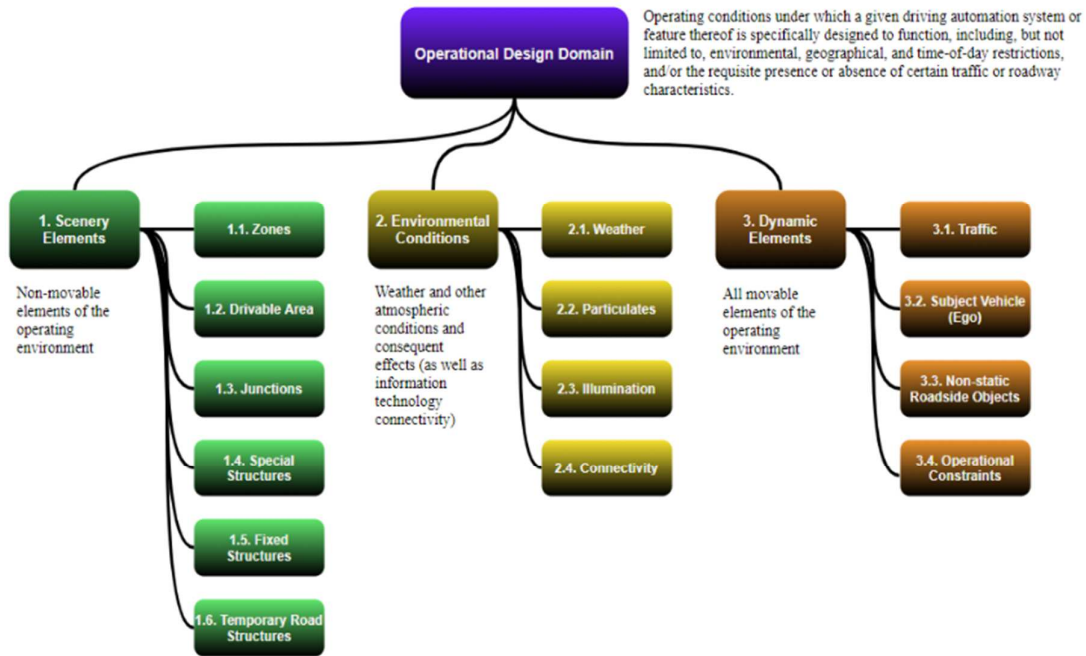 Operational Design Domain
Operating conditions under which a given driving automation system or
feature thereof is specifically designed to function, including, but not
limited to, environmental, geographical, and time-of-day restrictions,
and/or the requisite presence or absence of certain traffic or roadway
characteristics.
1. Scenery
Elements
Non-movable
elements of the
operating
environment
1.1. Zones
1.2. Drivable Area
1.3. Junctions
1.4. Special
Structures
1.5. Fixed
Structures
1.6. Temporary Road
Structures
2. Environmental
Conditions
Weather and other
atmospheric
conditions and
consequent
effects (as well as
information
technology
connectivity)
2.1. Weather
2.2. Particulates
2.3. Illumination
2.4. Connectivity
3. Dynamic
Elements
All movable
elements of the
operating
environment
3.1. Traffic
3.2. Subject Vehicle
(Ego)
3.3. Non-static
Roadside Objects
3.4. Operational
Constraints